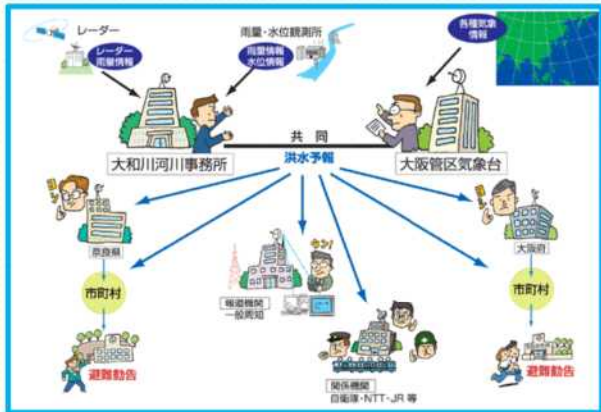 レーダー
レーダー
雨量情報
雨量・水位観測所
雨量情報
水位情報
各種気象
情報
共同
大和川河川事務所
洪水予報
大阪管区気象台
ヨシ!
奈良県
市町村
避難勧告
報道機関
一般周知
関係機関
自衛隊・NTT・JR 等
大阪府
市町村
避難勧告